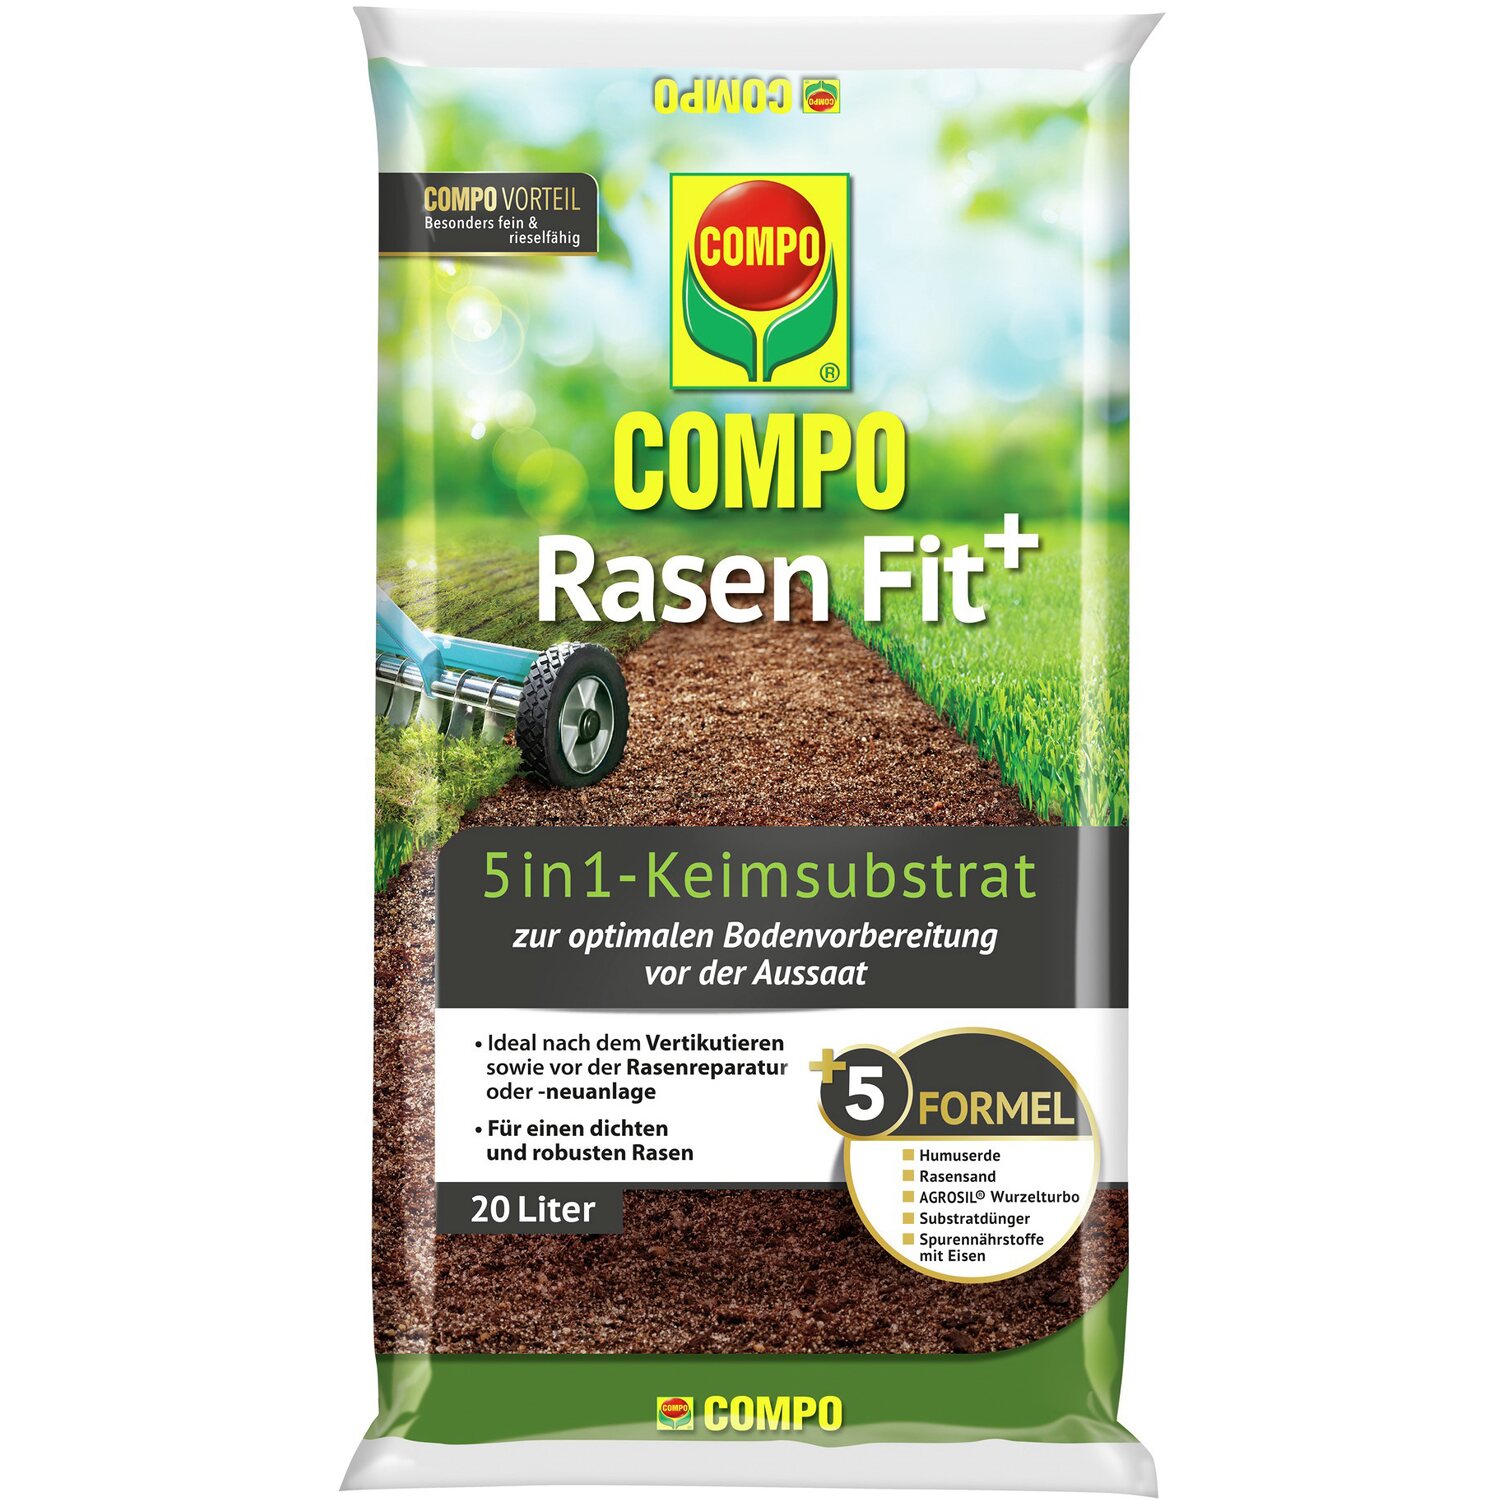 COMPO
COMPO VORTEIL
Besonders fein &
rieselfähig
COMPO
®
COMPO
Rasen Fit+
5in1-Keimsubstrat
zur optimalen Bodenvorbereitung
vor der Aussaat
• Ideal nach dem Vertikutieren
sowie vor der Rasenreparatur
oder -neuanlage
• Für einen dichten
und robusten Rasen
20 Liter
+5 FORMEL
Humuserde
Rasensand
AGROSIL® Wurzelturbo
Substratdünger
Spurennährstoffe
mit Eisen
COMPO COMPO